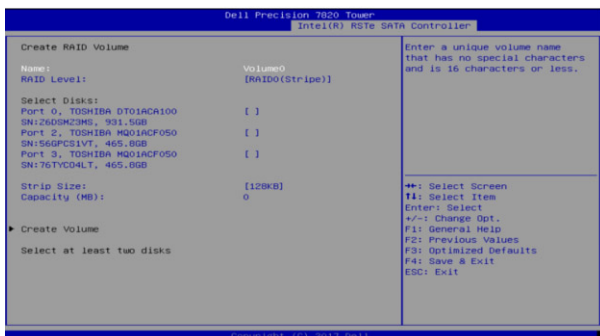 Dell Precision 7820 Tower
Intel(R) RSTe SATA Controller
Create RAID Volume
Name: Volume0
RAID Level: [RAID0(Stripe)]
Select Disks:
Port 0, TOSHIBA DT01ACA100 [ ]
SN:Z6DSMZ3MS, 931.5GB
Port 2, TOSHIBA MQ01ACF050 [ ]
SN:56GPCS1VT, 465.8GB
Port 3, TOSHIBA MQ01ACF050 [ ]
SN:76TYC04LT, 465.8GB
Strip Size: [128KB]
Capacity (MB): 0
► Create Volume
Select at least two disks
Enter a unique volume name
that has no special characters
and is 16 characters or less.
→←: Select Screen
↑↓: Select Item
Enter: Select
+/-: Change Opt.
F1: General Help
F2: Previous Values
F3: Optimized Defaults
F4: Save & Exit
ESC: Exit
Copyright (C) 2017 Dell